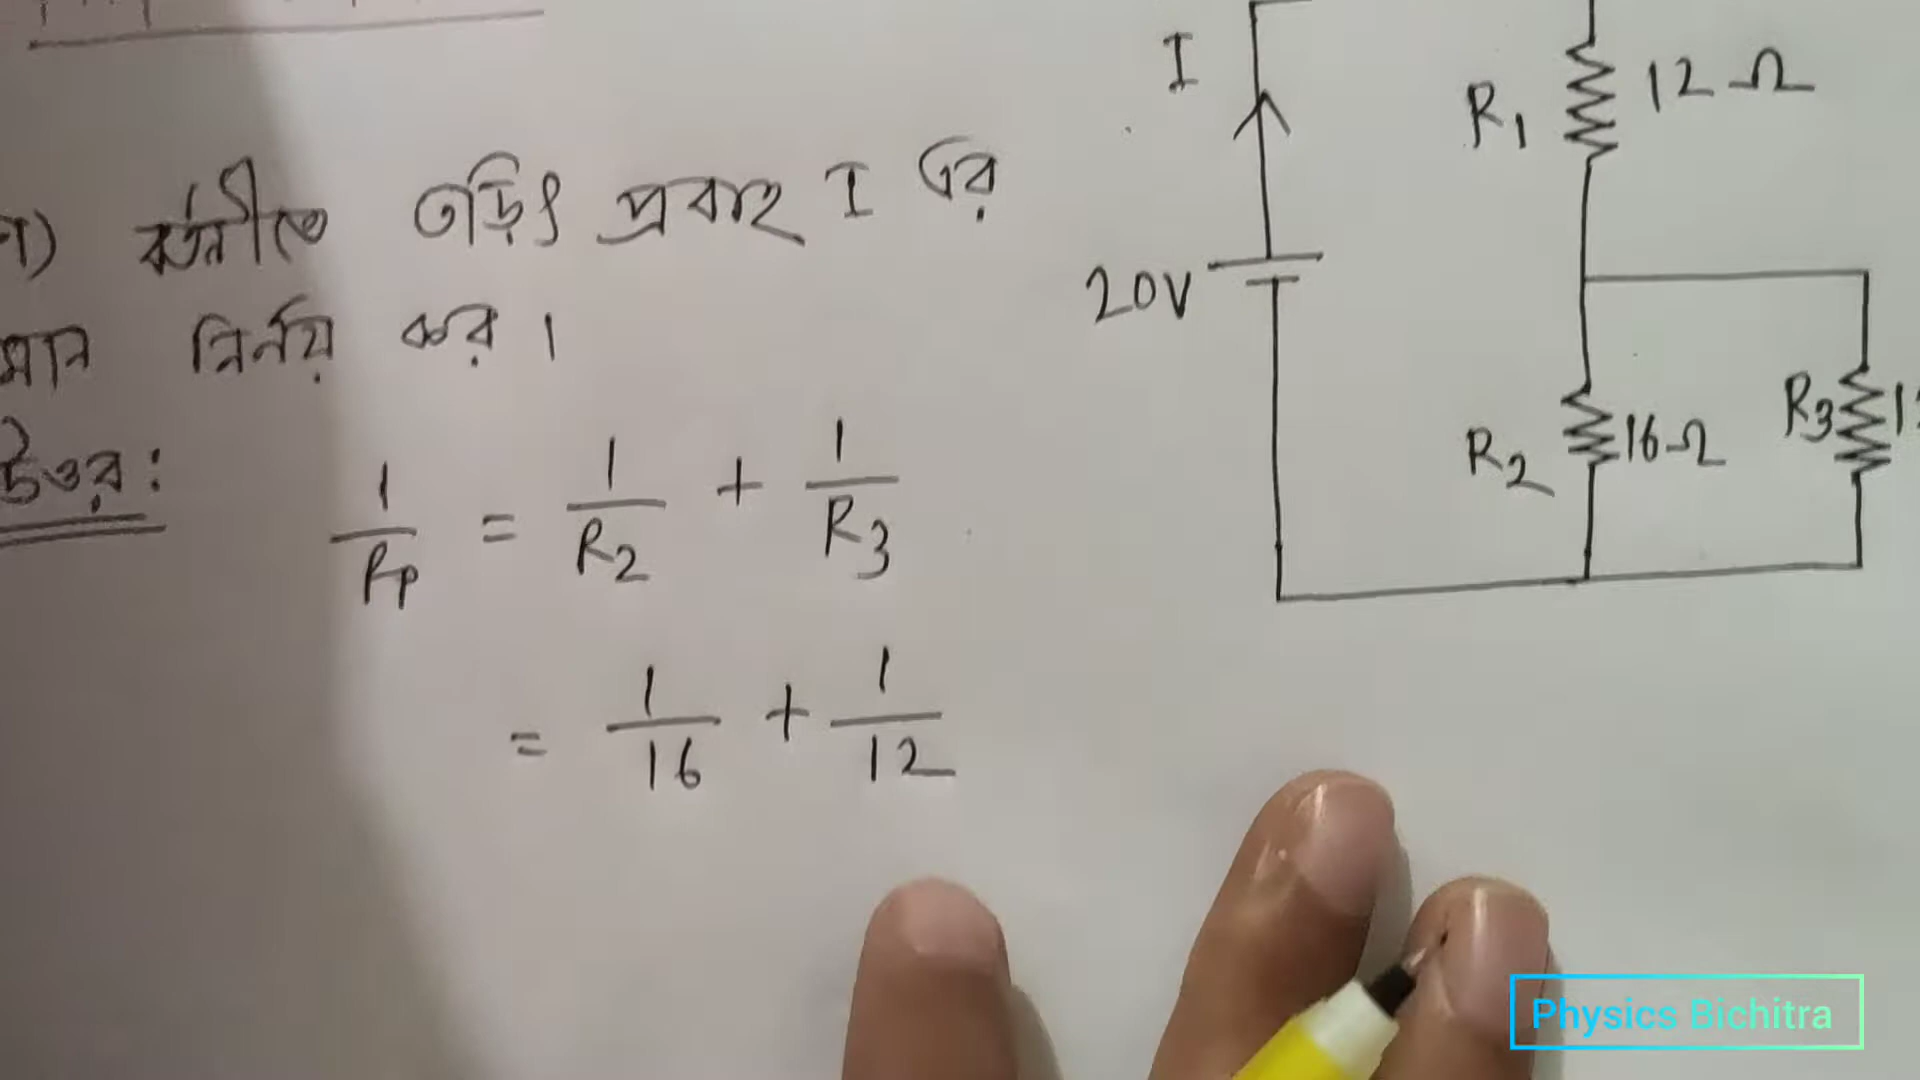 গ) বর্তনীতে তড়িৎ প্রবাহ I এর
মান নির্নয় কর।
উত্তর:
1/Rp = 1/R2 + 1/R3
= 1/16 + 1/12
I
20V
R1 12Ω
R2 16Ω
R3
Physics Bichitra